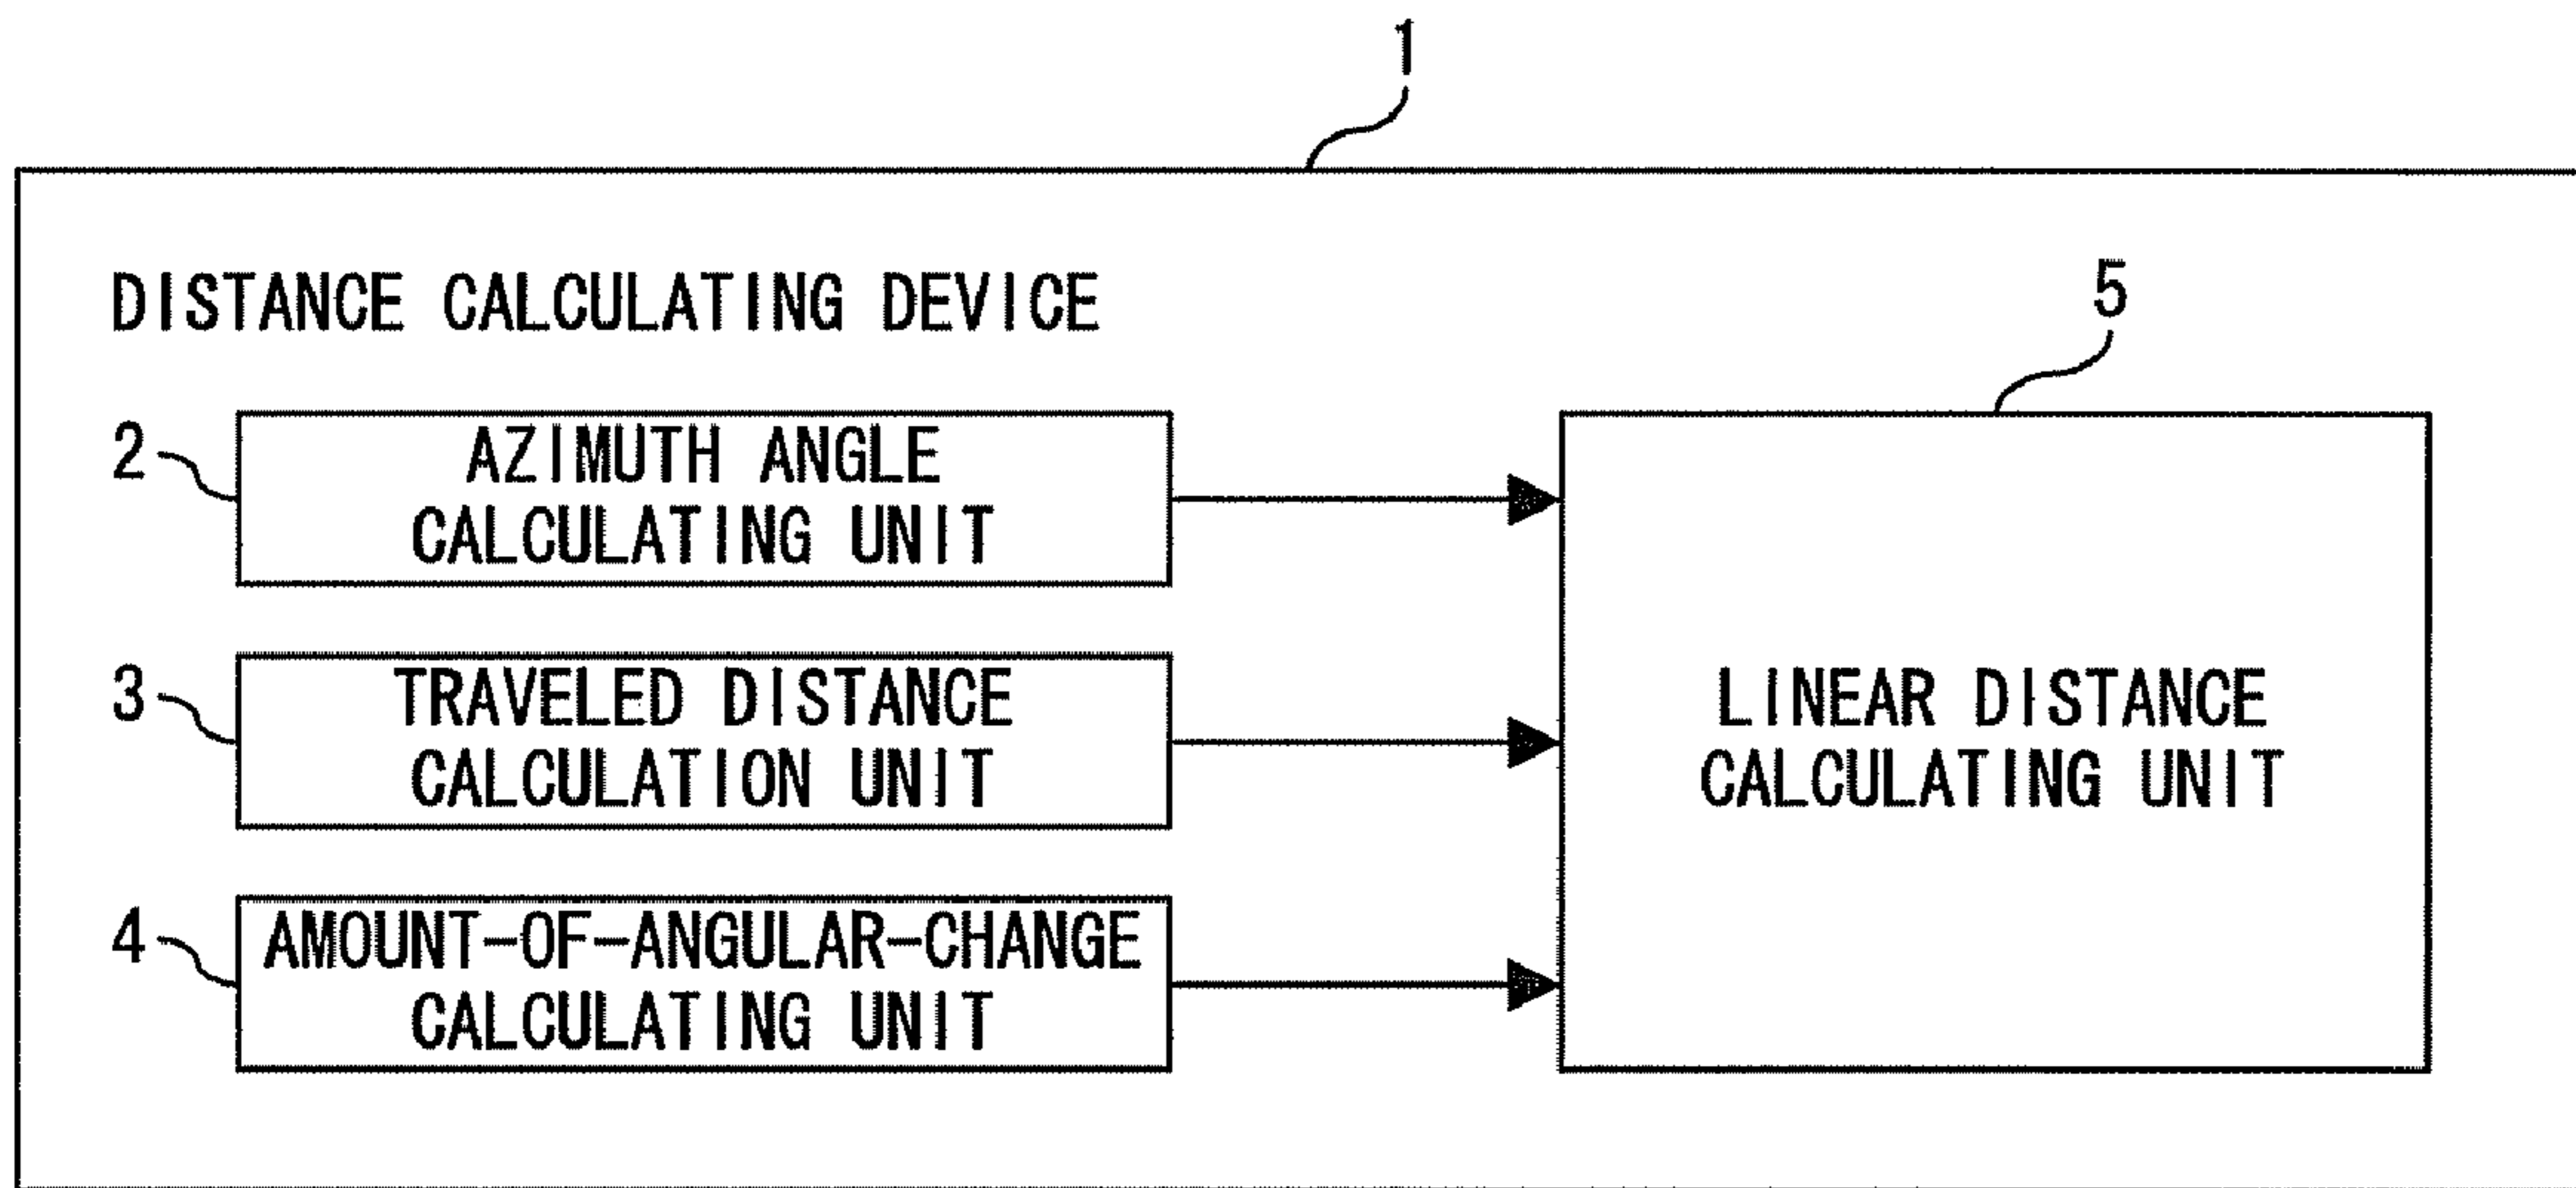 1
DISTANCE CALCULATING DEVICE
5
2
AZIMUTH ANGLE
CALCULATING UNIT
3
TRAVELED DISTANCE
CALCULATION UNIT
4
AMOUNT-OF-ANGULAR-CHANGE
CALCULATING UNIT
LINEAR DISTANCE
CALCULATING UNIT